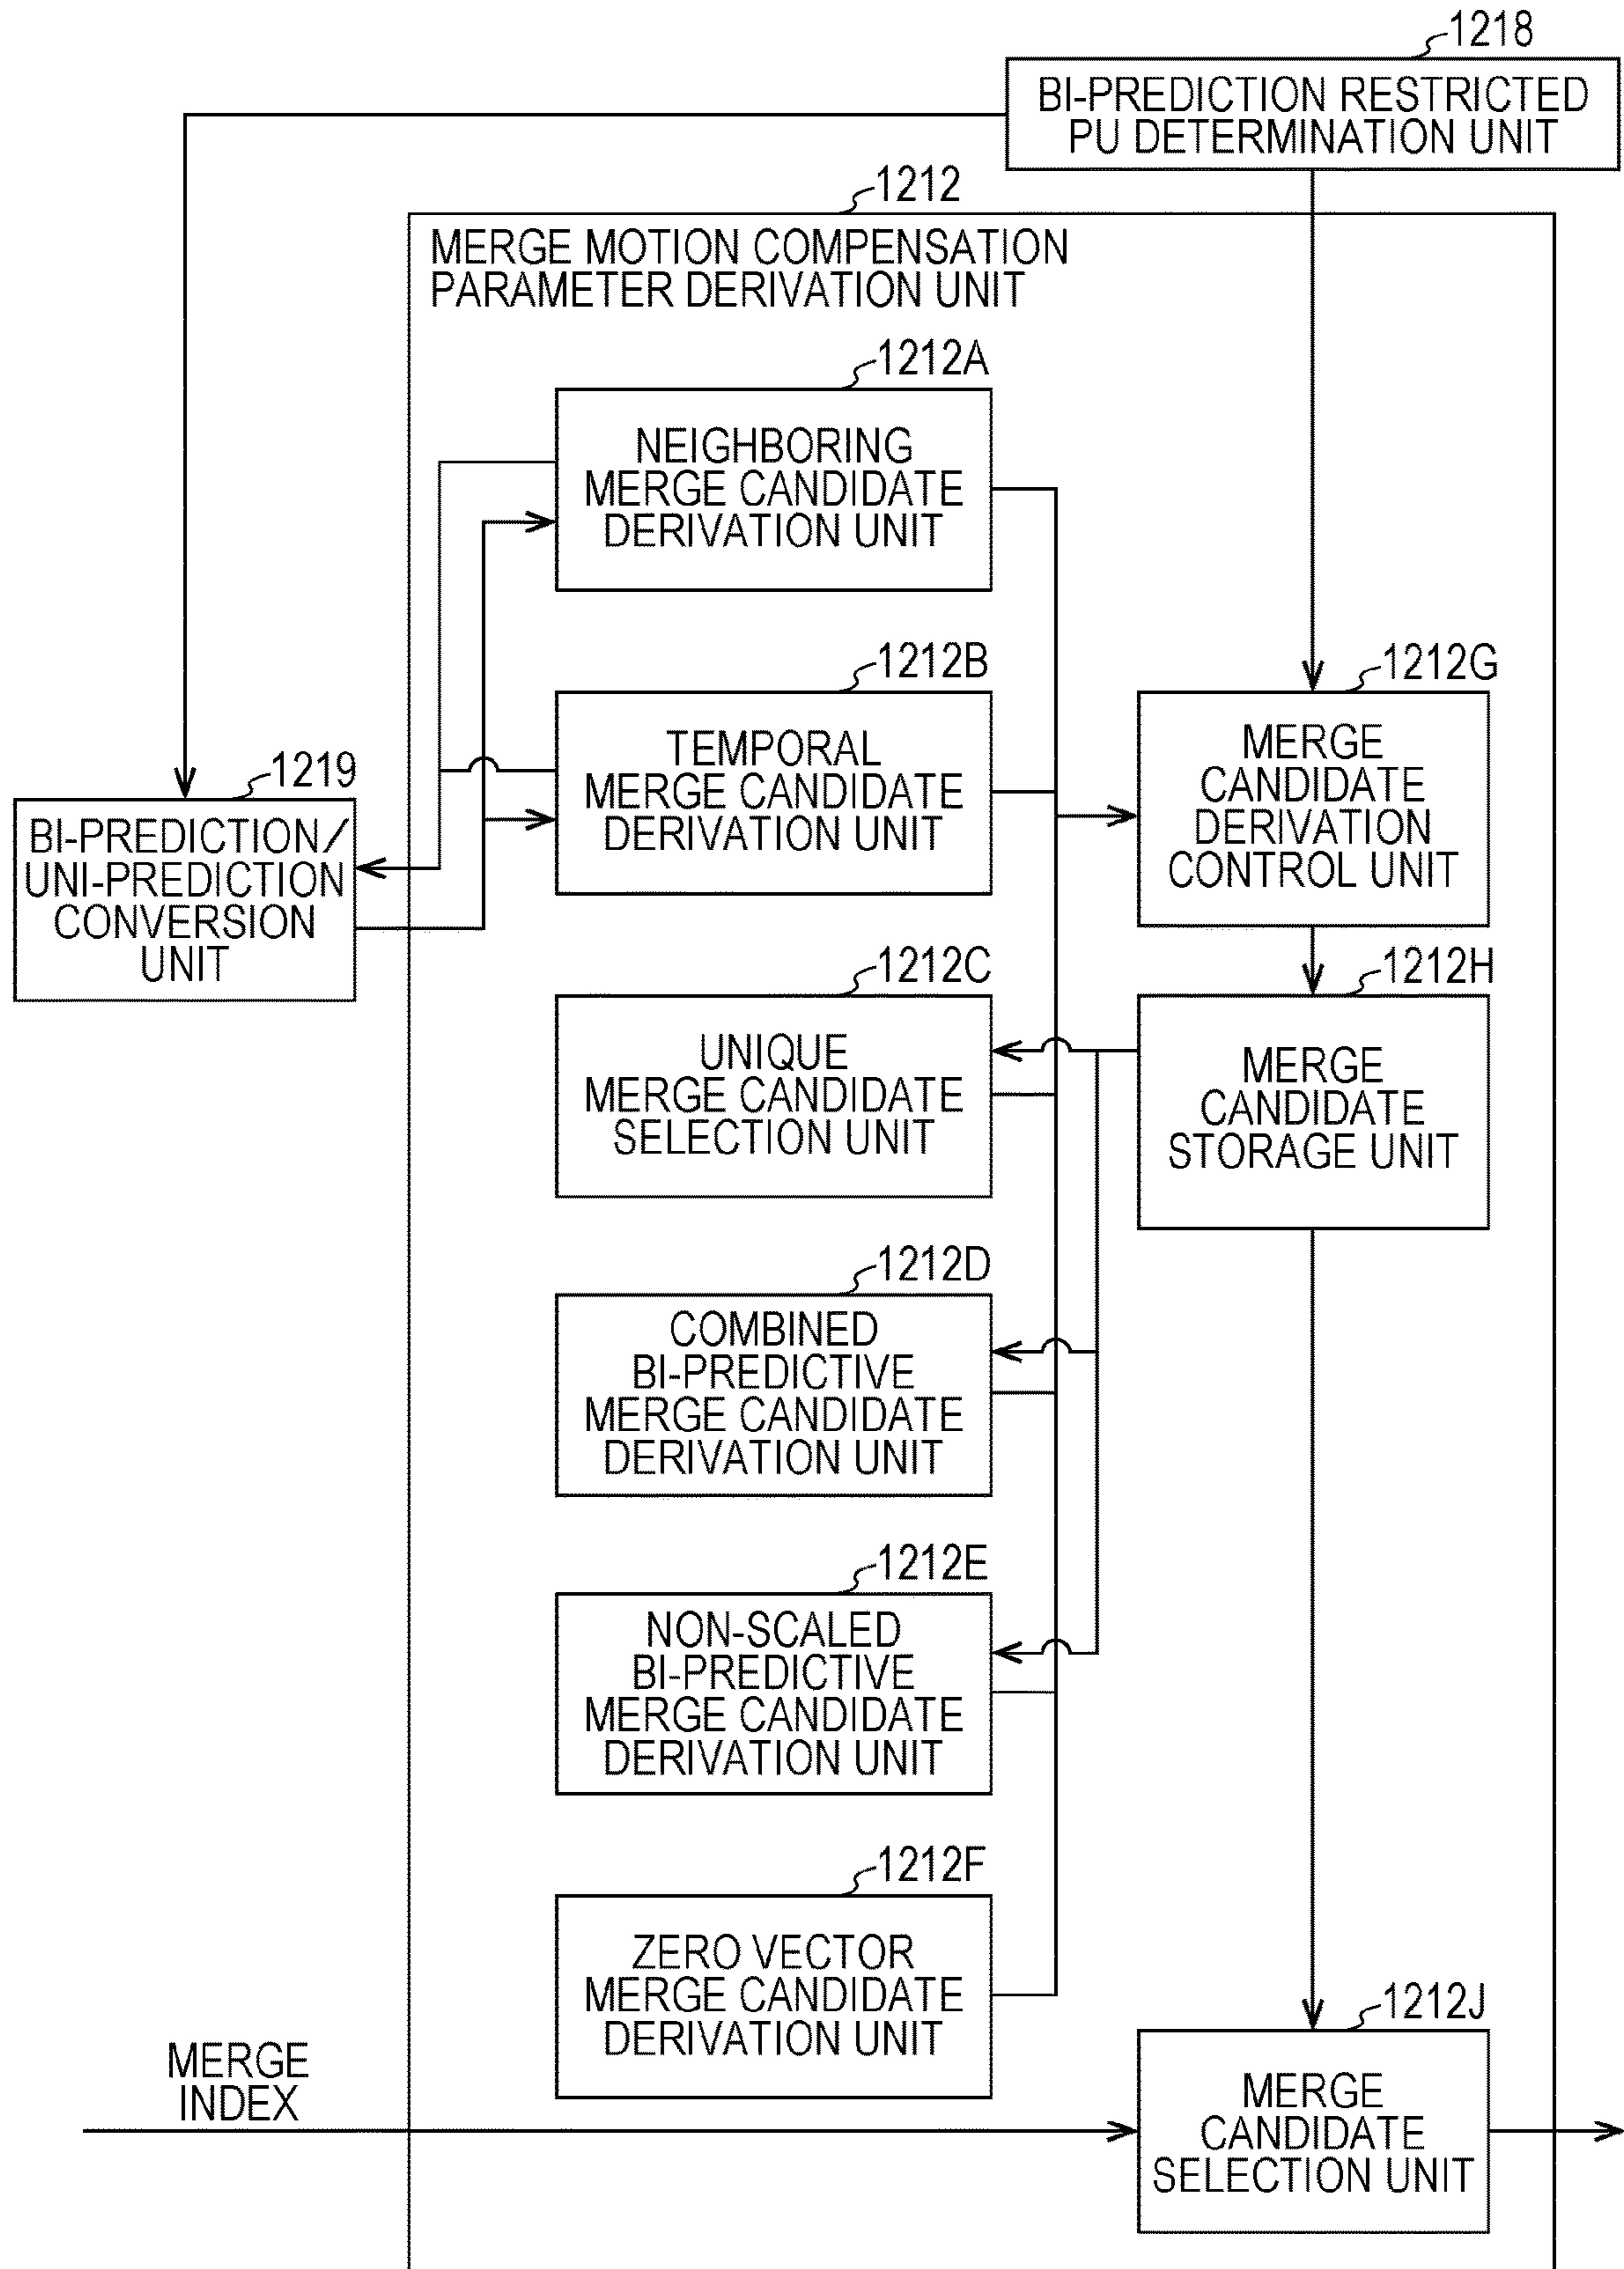 1218
BI-PREDICTION RESTRICTED
PU DETERMINATION UNIT
1212
MERGE MOTION COMPENSATION
PARAMETER DERIVATION UNIT
1212A
NEIGHBORING
MERGE CANDIDATE
DERIVATION UNIT
1212B
TEMPORAL
MERGE CANDIDATE
DERIVATION UNIT
1212G
MERGE
CANDIDATE
DERIVATION
CONTROL UNIT
1219
BI-PREDICTION/
UNI-PREDICTION
CONVERSION
UNIT
1212C
UNIQUE
MERGE CANDIDATE
SELECTION UNIT
1212H
MERGE
CANDIDATE
STORAGE UNIT
1212D
COMBINED
BI-PREDICTIVE
MERGE CANDIDATE
DERIVATION UNIT
1212E
NON-SCALED
BI-PREDICTIVE
MERGE CANDIDATE
DERIVATION UNIT
1212F
ZERO VECTOR
MERGE CANDIDATE
DERIVATION UNIT
MERGE
INDEX
1212J
MERGE
CANDIDATE
SELECTION UNIT